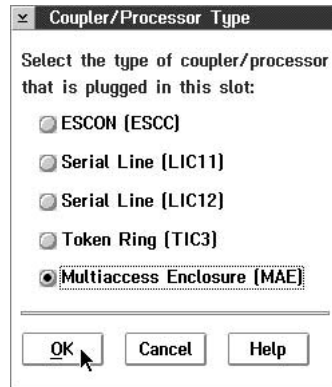 Coupler/Processor Type
Select the type of coupler/processor
that is plugged in this slot:
ESCON (ESCC)
Serial Line (LIC11)
Serial Line (LIC12)
Token Ring (TIC3)
Multiaccess Enclosure (MAE)
OK Cancel Help